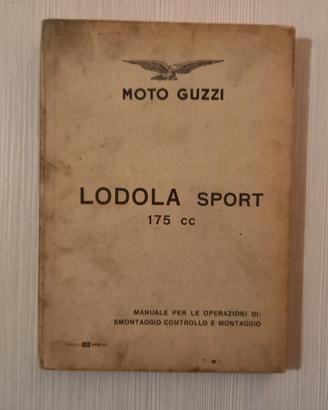 MOTO GUZZI
LODOLA SPORT
175 cc
MANUALE PER LE OPERAZIONI DI:
SMONTAGGIO CONTROLLO E MONTAGGIO